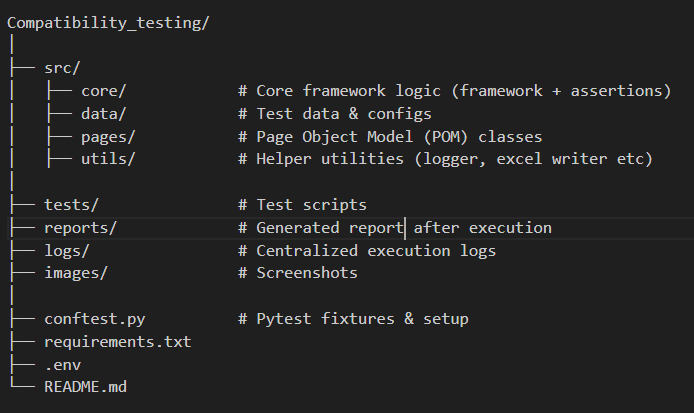 Compatibility_testing/
│
├── src/
│   ├── core/            # Core framework logic (framework + assertions)
│   ├── data/            # Test data & configs
│   ├── pages/           # Page Object Model (POM) classes
│   ├── utils/           # Helper utilities (logger, excel writer etc)
│
├── tests/               # Test scripts
├── reports/             # Generated report after execution
├── logs/                # Centralized execution logs
├── images/              # Screenshots
│
├── conftest.py          # Pytest fixtures & setup
├── requirements.txt
├── .env
└── README.md